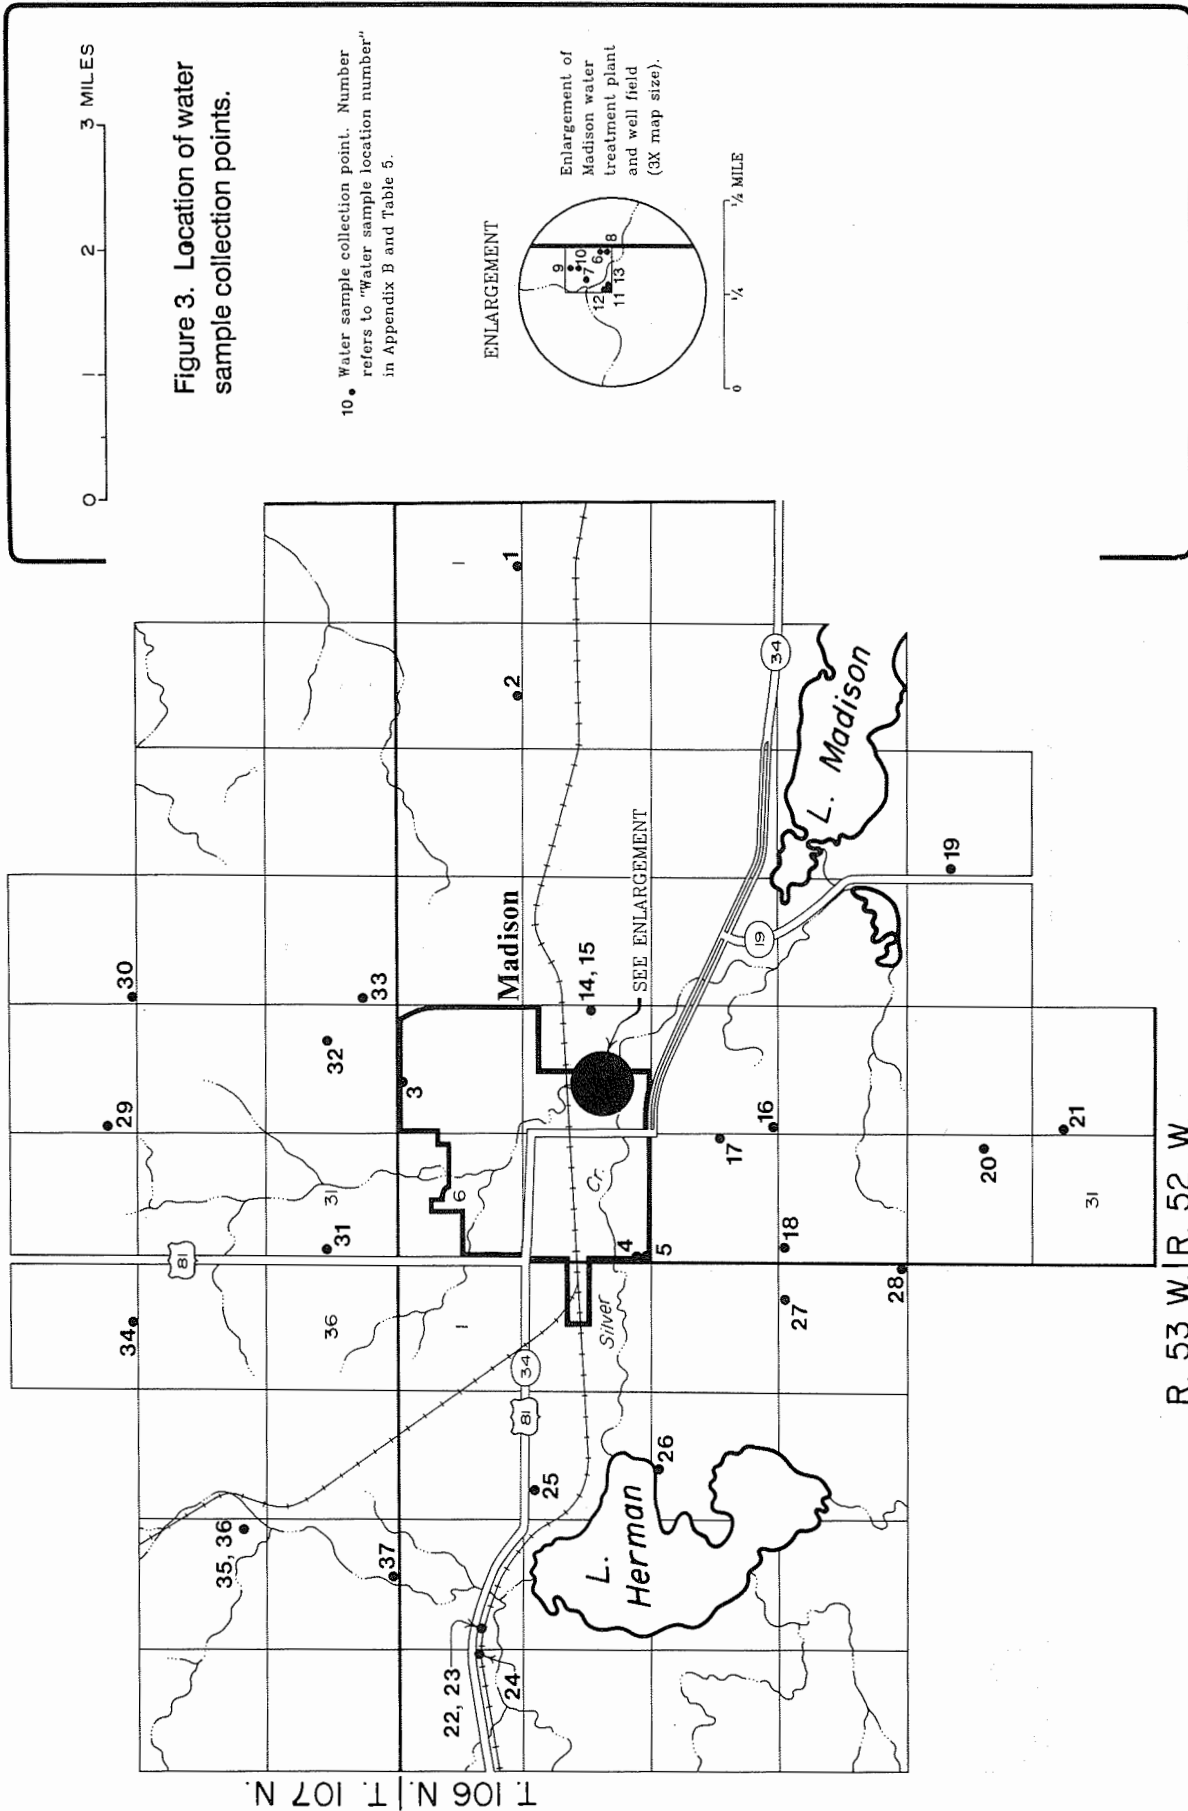 0 1 2 3 MILES
Figure 3. Location of water
sample collection points.
10 Water sample collection point. Number
refers to "Water sample location number"
in Appendix B and Table 5.
ENLARGEMENT
Enlargement of
Madison water
treatment plant
and well field
(3X map size).
9
10
7
6
8
12
11
13
0 1/4 1/2 MILE
34
29
30
35, 36
81
31
32
33
36
31
37
T. 106 N. T. 107 N.
22, 23
24
25
81
34
1
6
3
Madison
1
2
1
L.
Herman
26
Silver
Cr.
4
5
14, 15
SEE ENLARGEMENT
34
19
L. Madison
27
18
17
16
28
19
20
21
31
R. 53 W. R. 52 W.